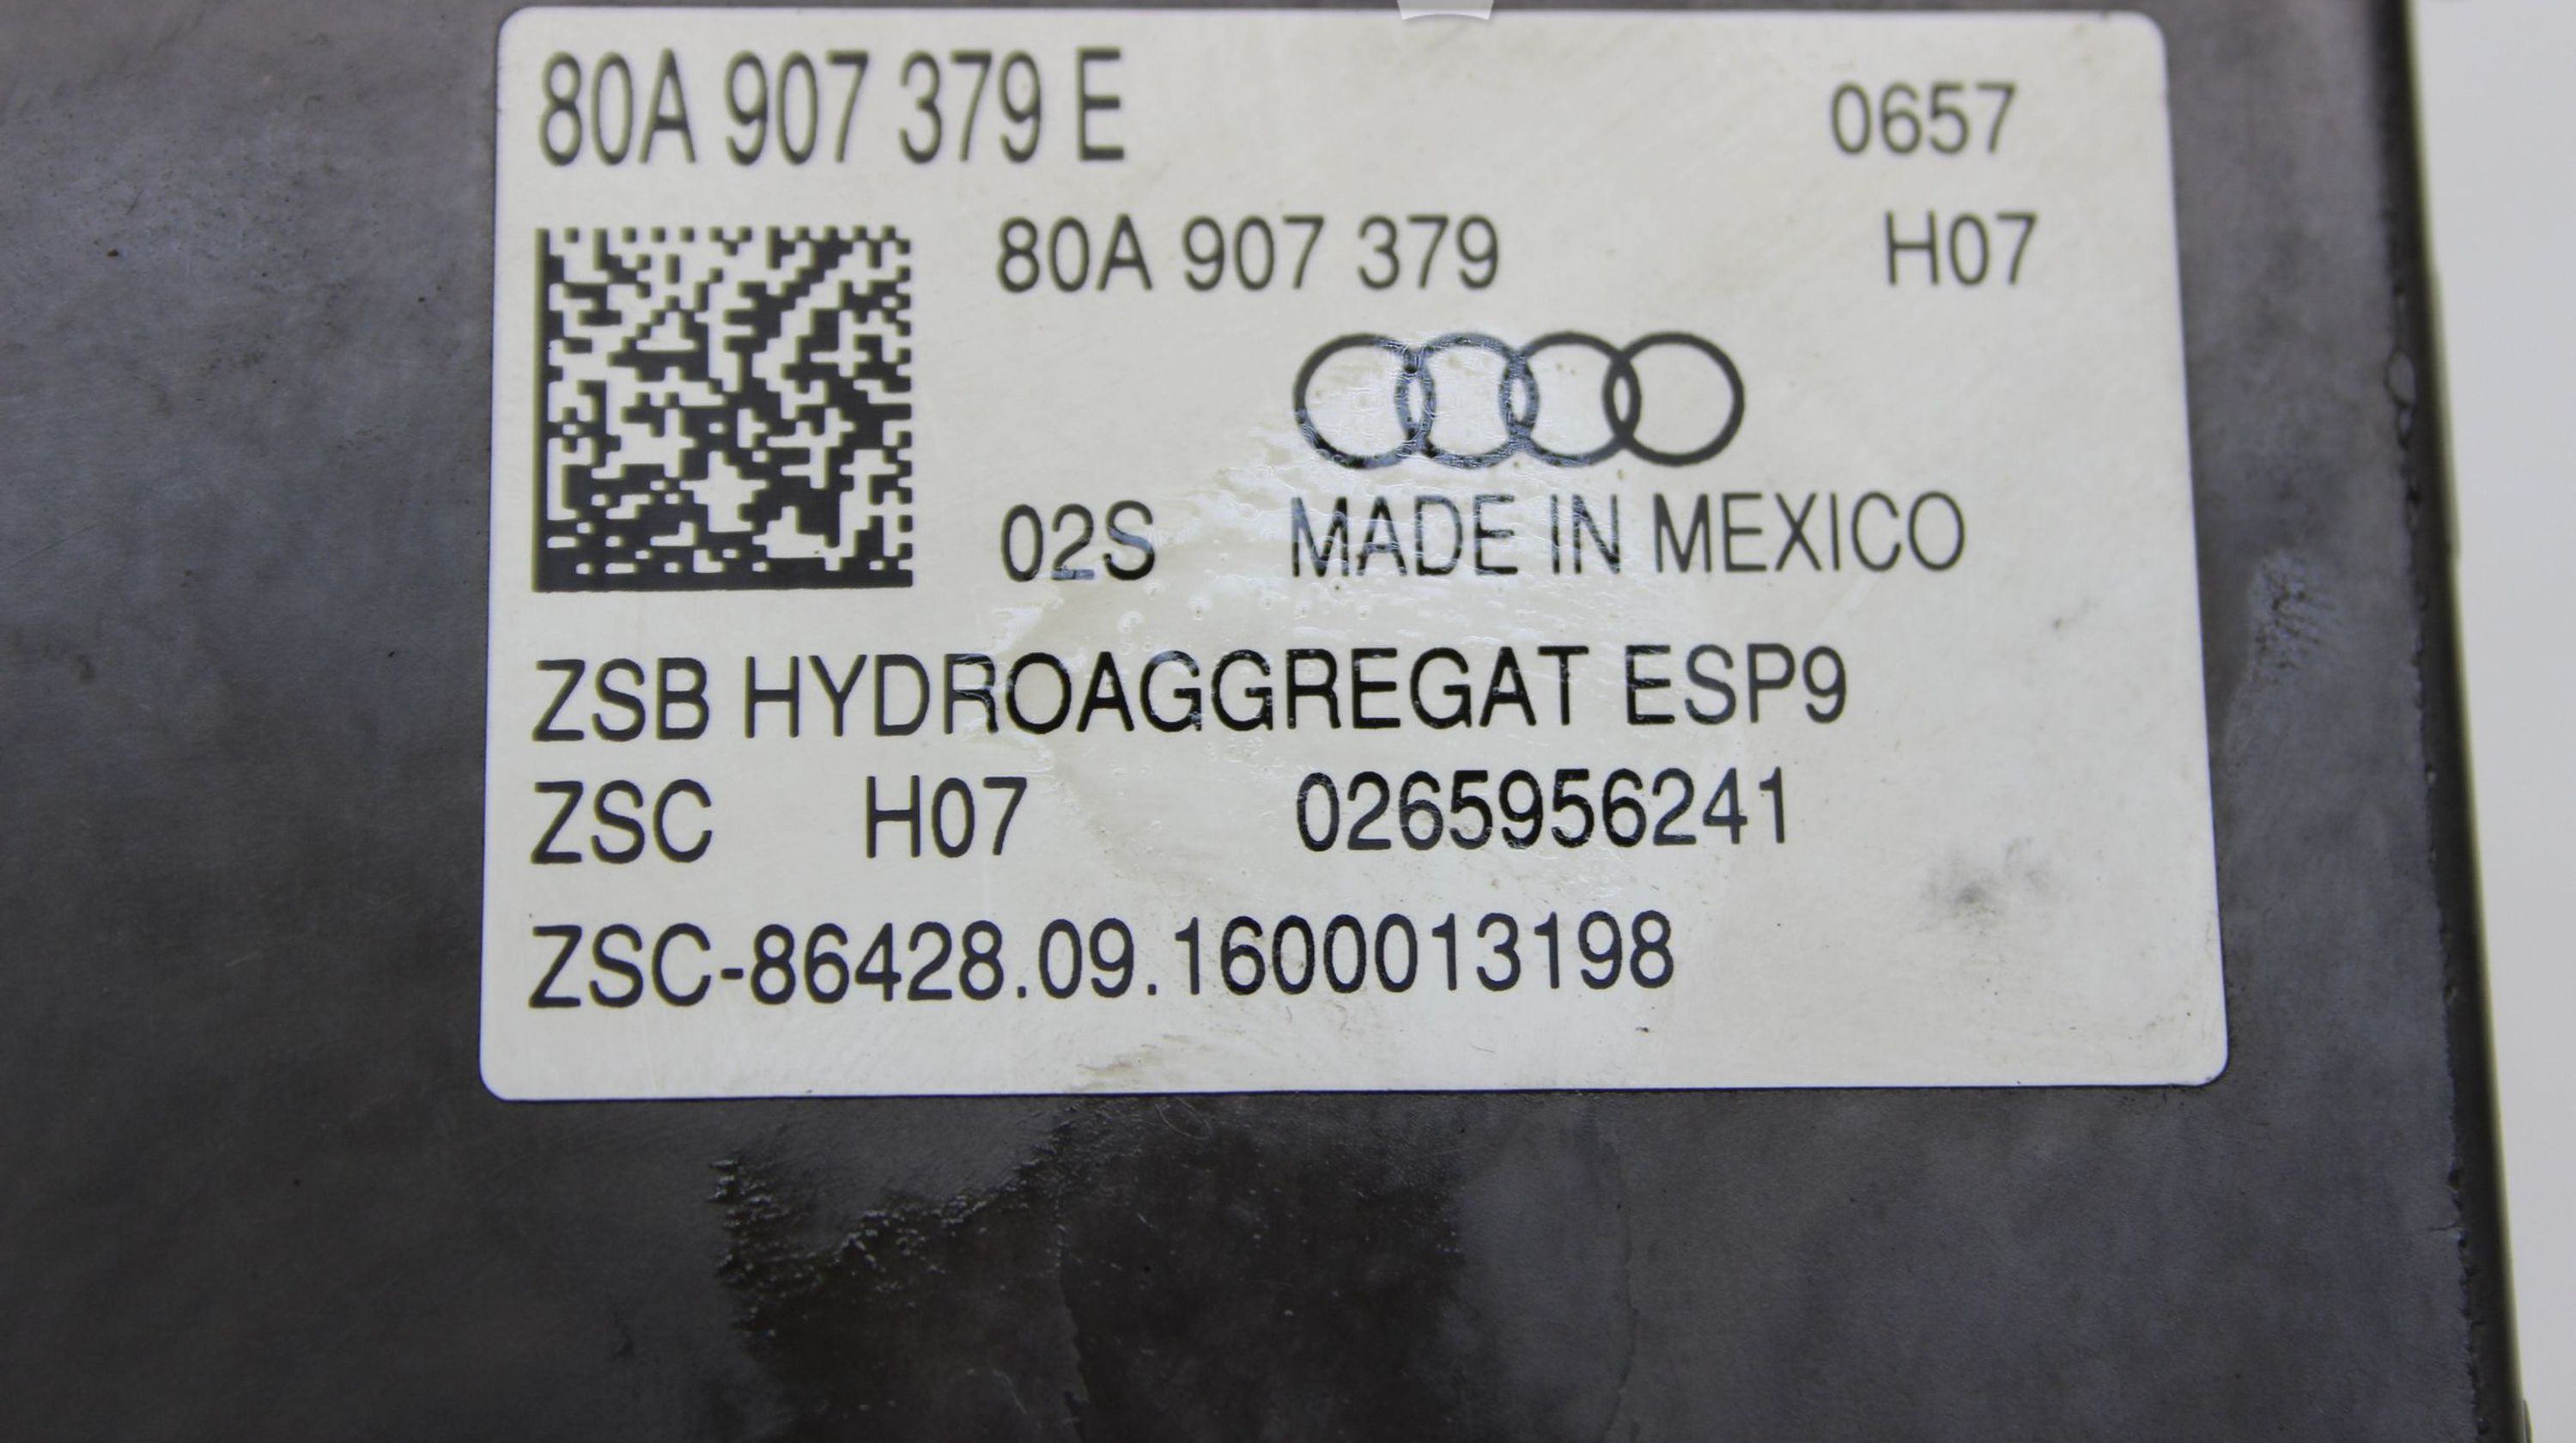 80A 907 379 E 0657
80A 907 379 H07
02S MADE IN MEXICO
ZSB HYDROAGGREGAT ESP9
ZSC H07 0265956241
ZSC-86428.09.1600013198